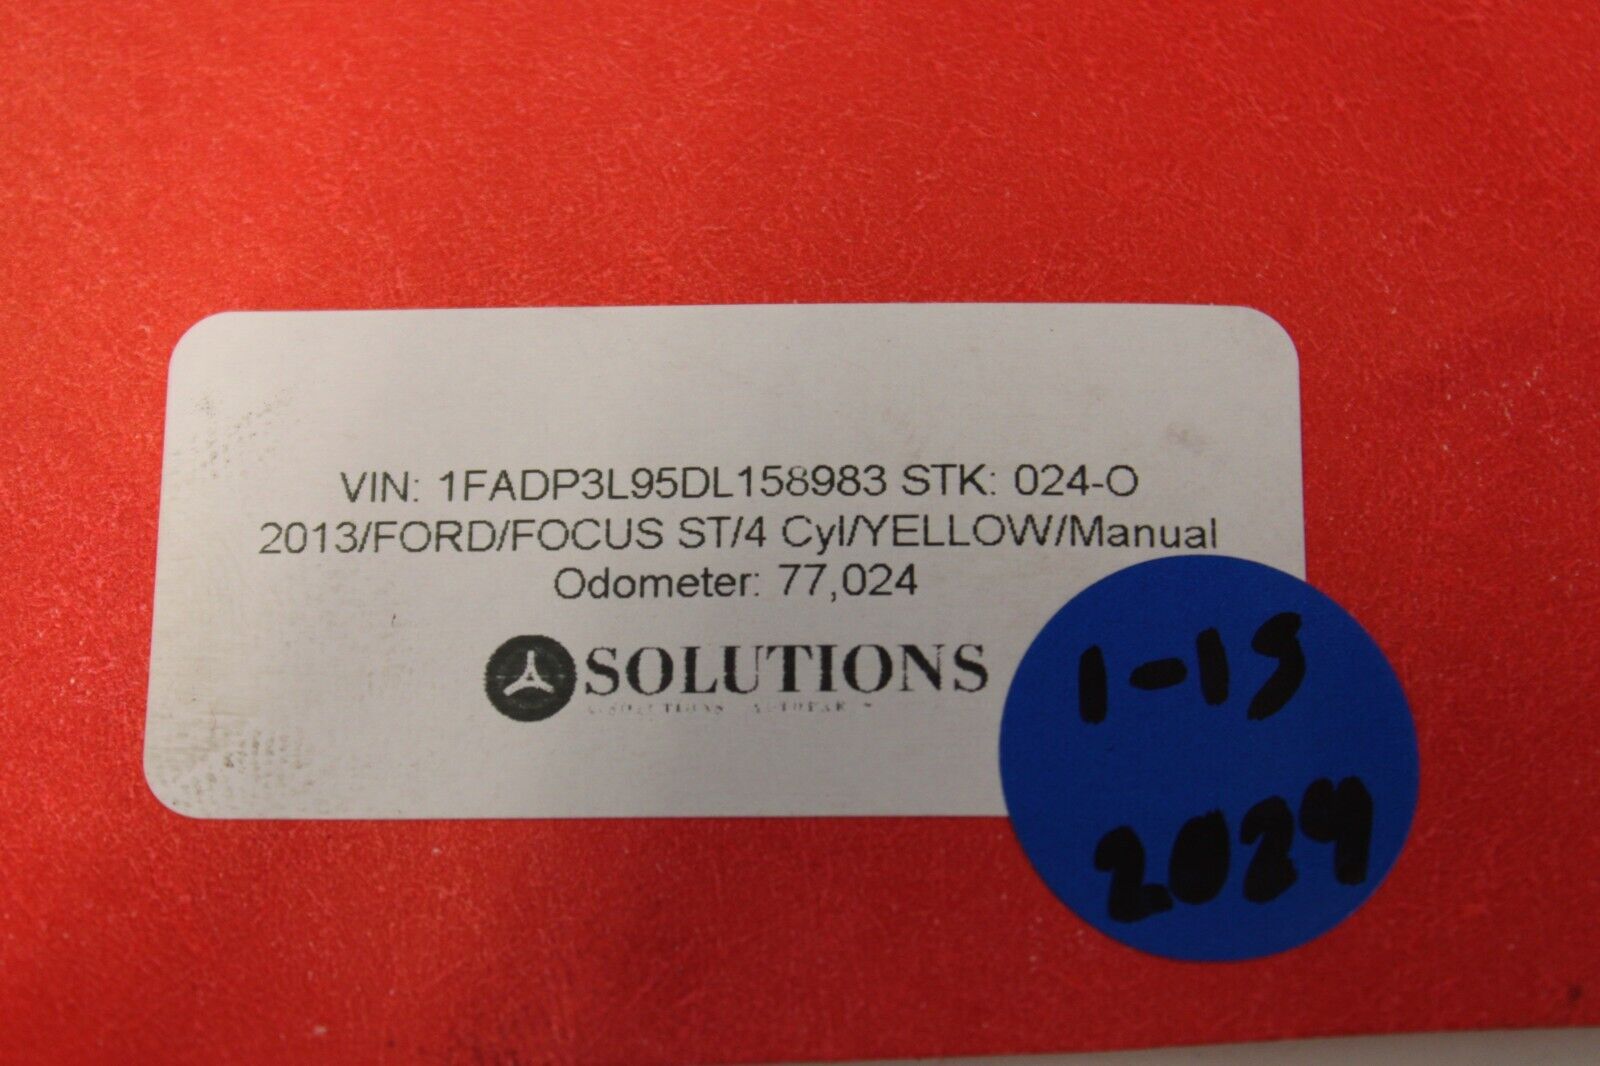 VIN: 1FADP3L95DL158983 STK: 024-O
2013/FORD/FOCUS ST/4 Cyl/YELLOW/Manual
Odometer: 77,024
SOLUTIONS
1-15
2024